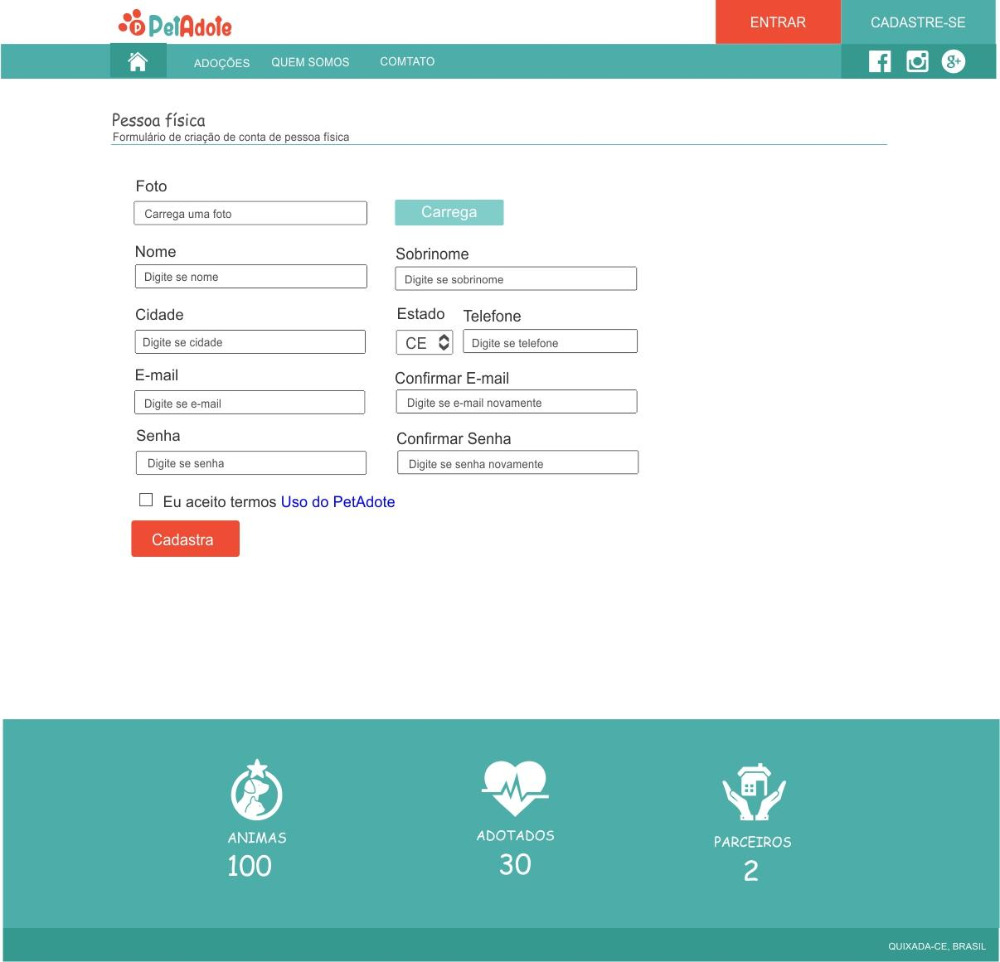 PetAdote
ENTRAR
CADASTRE-SE
ADOÇÕES QUEM SOMOS COMTATO
Pessoa física
Formulário de criação de conta de pessoa física
Foto
Carrega uma foto
Carrega
Nome
Sobrinome
Digite se nome
Digite se sobrinome
Cidade
Estado
Telefone
Digite se cidade
CE
Digite se telefone
E-mail
Confirmar E-mail
Digite se e-mail
Digite se e-mail novamente
Senha
Confirmar Senha
Digite se senha
Digite se senha novamente
Eu aceito termos Uso do PetAdote
Cadastra
ANIMAS
100
ADOTADOS
30
PARCEIROS
2
QUIXADA-CE, BRASIL